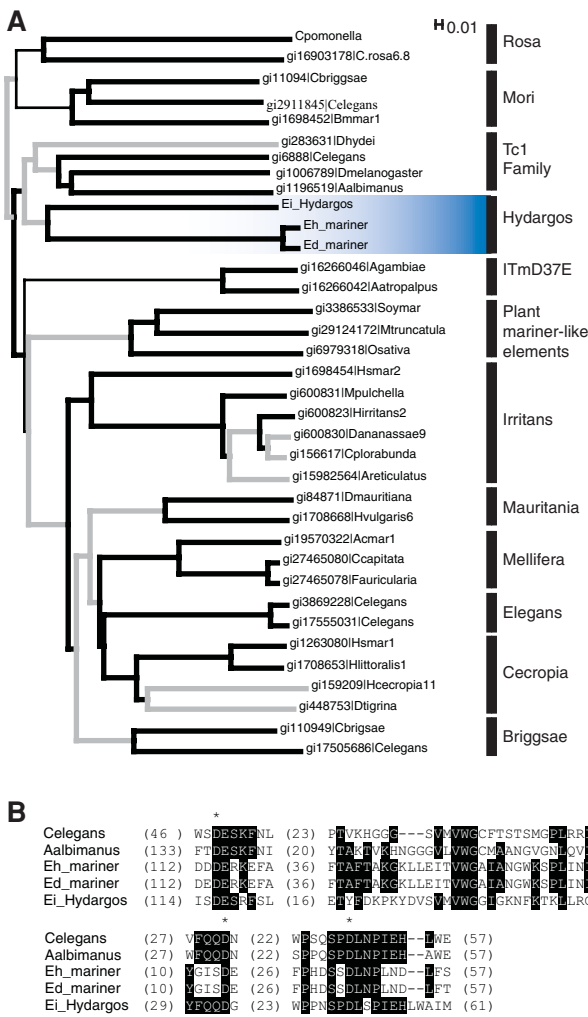 A
H 0.01
Cpomonella
gi16903178|C.rosa6.8
Rosa
gi11094|Cbriggsae
gi2911845|Celegans
gi1698452|Bmmar1
Mori
gi283631|Dhydei
gi6888|Celegans
gi1006789|Dmelanogaster
gi1196519|Aalbimanus
Tc1
Family
Ei_Hydargos
Eh_mariner
Ed_mariner
Hydargos
gi16266046|Agambiae
gi16266042|Aatropalpus
ITmD37E
gi3386533|Soymar
gi29124172|Mtruncatula
gi6979318|Osativa
Plant
mariner-like
elements
gi1698454|Hsmar2
gi600831|Mpulchella
gi600823|Hirritans2
gi600830|Dananassae9
gi156617|Cplorabunda
gi15982564|Areticulatus
Irritans
gi84871|Dmauritiana
gi1708668|Hvulgaris6
Mauritania
gi19570322|Acmar1
gi27465080|Ccapitata
gi27465078|Fauricularia
Mellifera
gi3869228|Celegans
gi17555031|Celegans
Elegans
gi1263080|Hsmar1
gi1708653|Hlittoralis1
gi159209|Hcecropia11
gi448753|Dtigrina
Cecropia
gi110949|Cbrigsae
gi17505686|Celegans
Briggsae
B
*
Celegans (46 ) WSDESKFNL (23) PTVKHGGG---SVMVWGCFTSTSMGPLRR
Aalbimanus (133) FTDESKFNI (20) YTAKTVKHNGGGVLVWGCMAANGVGNLQV
Eh_mariner (112) DDDERKEFA (36) FTAFTAKGKLLEITVWGAIANGWKSPLIN
Ed_mariner (112) DEDERKEFA (36) FTAFTAKGKLLEITVWGAIANGWKSPLIN
Ei_Hydargos (114) ISDESRFSL (16) ETYFDKPKYDVSVMVWGGIGKNFKTKLLR
* *
Celegans (27) VFQQDN (22) WPSQSPDLNPIEH--LWE (57)
Aalbimanus (27) WFQQDN (22) SPPQSPDLNPIEH--AWE (57)
Eh_mariner (10) YGISDE (26) FPHDSSDLNPLND--LFS (57)
Ed_mariner (10) YGISDE (26) FPHDSSDLNPLND--LFT (57)
Ei_Hydargos (29) YFQQDG (23) WPPNSPDLSPIEHLWAIM (61)